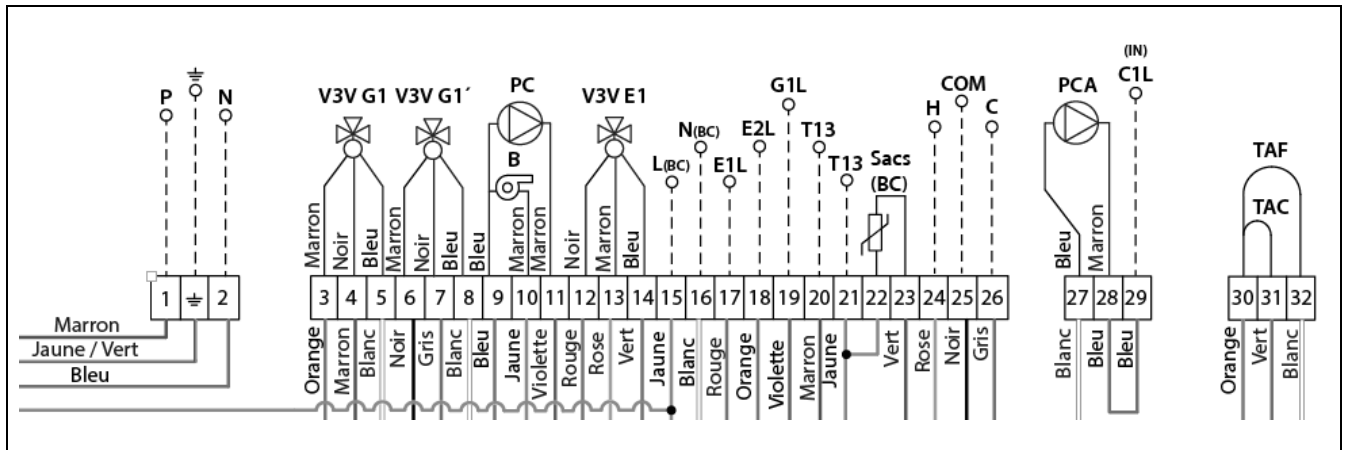 (IN)
G1L COM C1L
P N V3V G1 V3V G1´ PC V3V E1 PCA
N(BC) E2L T13 H C
L(BC) E1L T13 Sacs
(BC)
B
TAF
TAC
Marron Noir Bleu Marron Noir Bleu Bleu Marron Marron Noir Marron Bleu Bleu Marron
1 2 3 4 5 6 7 8 9 10 11 12 13 14 15 16 17 18 19 20 21 22 23 24 25 26 27 28 29 30 31 32
Marron
Jaune / Vert
Bleu
Orange Marron Blanc Noir Gris Blanc Bleu Jaune Violette Rouge Rose Vert Jaune Blanc Rouge Orange Violette Marron Jaune Vert Rose Noir Gris Blanc Bleu Bleu Orange Vert Blanc